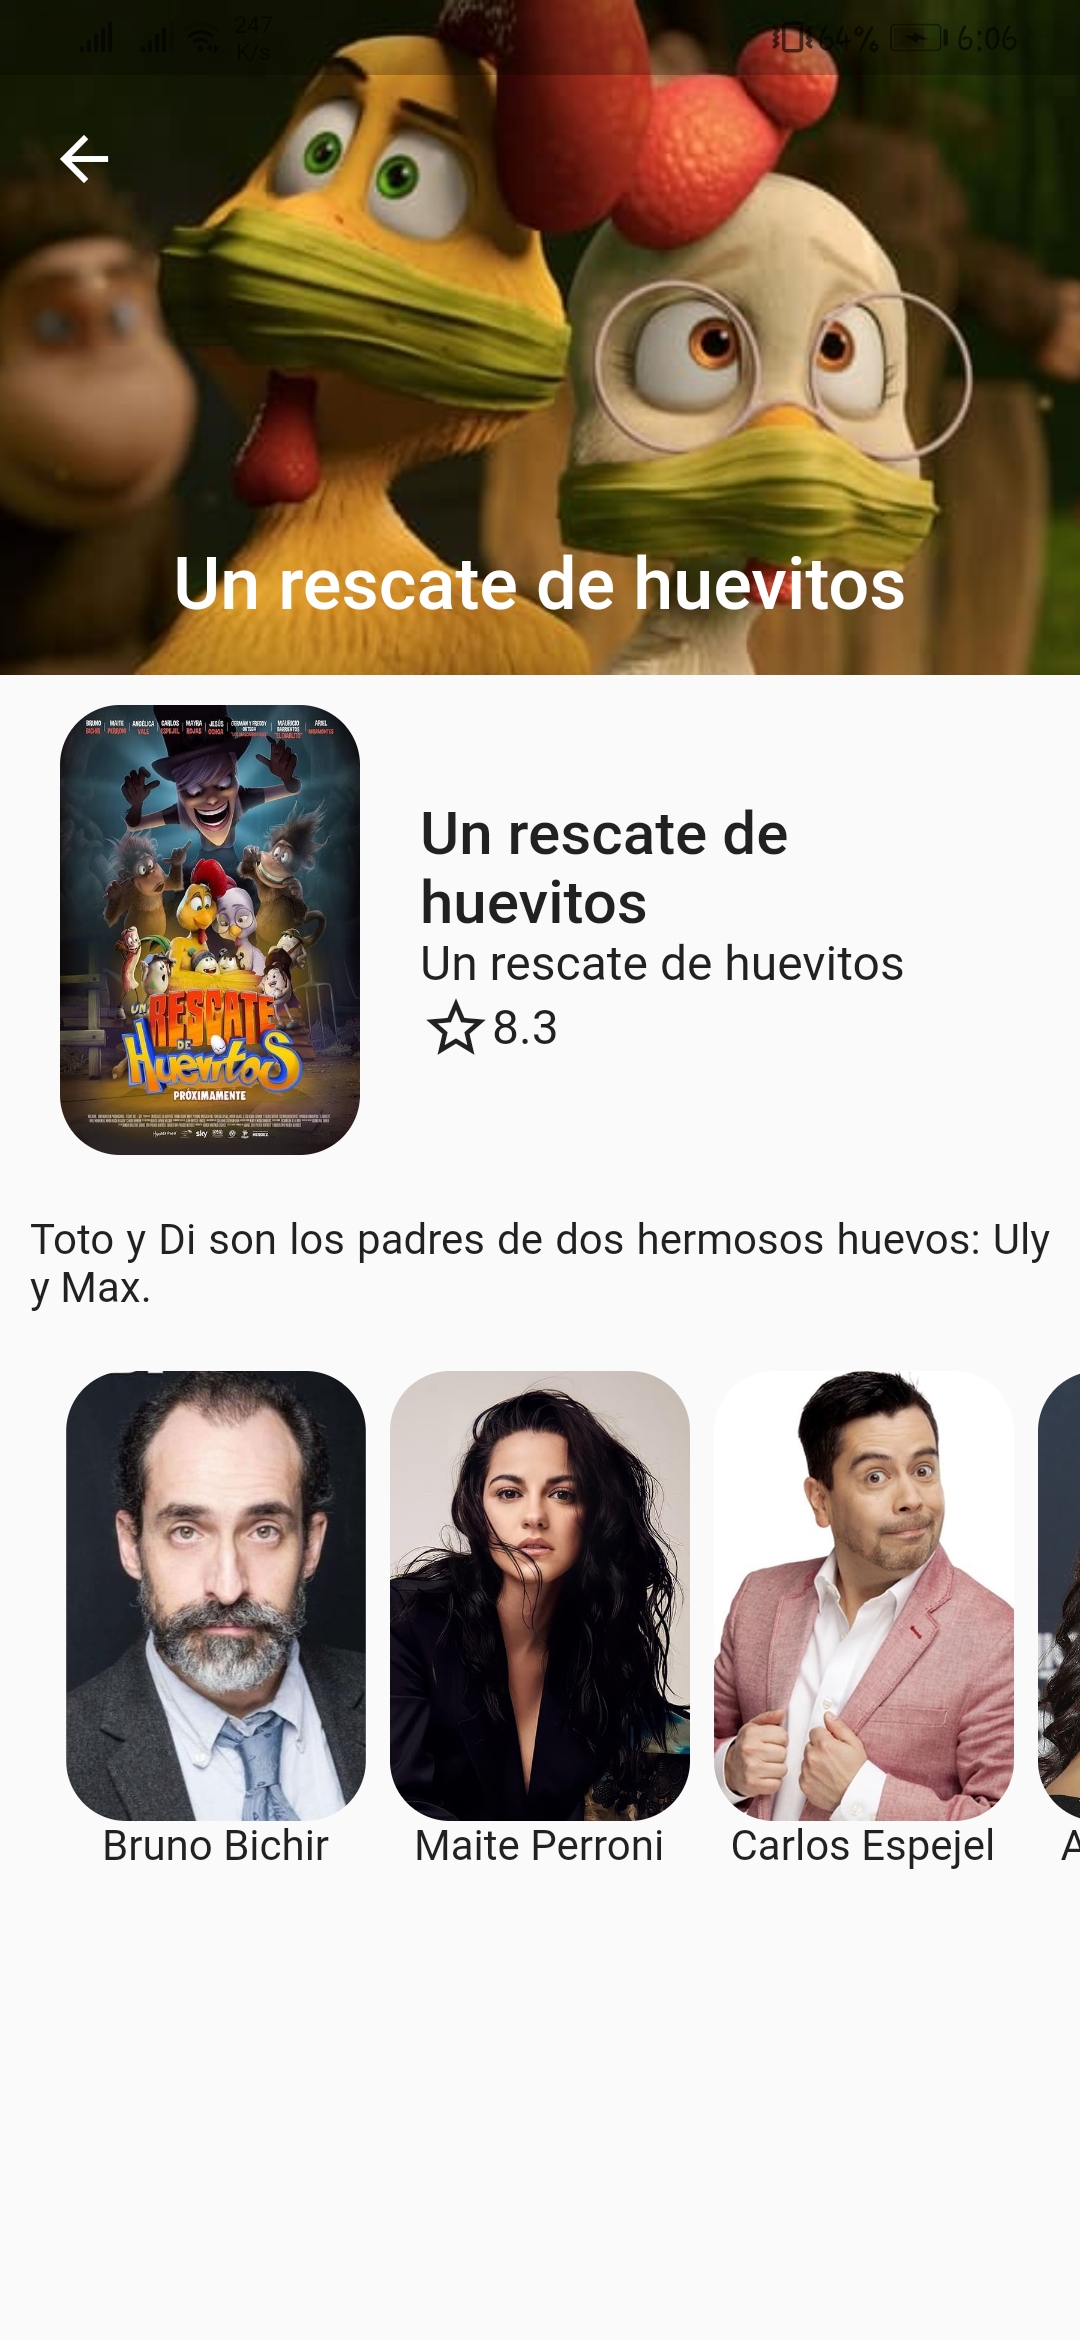 247
K/s
64% 6:06
Un rescate de huevitos
BRUNO BICHIR
MAITE PERRONI
ANGÉLICA VALE
CARLOS ESPEJEL
MAYRA ROJAS
JESÚS OCHOA
GERMÁN Y FREDDY ORTEGA
MAURICIO BARRIENTOS "EL DIABLITO"
ARIEL MIRAMONTES
UN
RESCATE
DE
Huevitos
PRÓXIMAMENTE
sky
Un rescate de
huevitos
Un rescate de huevitos
8.3
Toto y Di son los padres de dos hermosos huevos: Uly
y Max.
Bruno Bichir
Maite Perroni
Carlos Espejel
A